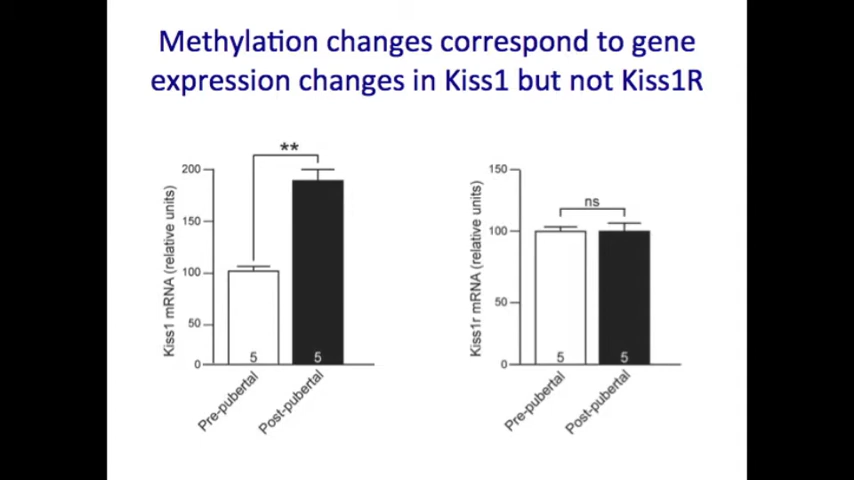 Methylation changes correspond to gene
expression changes in Kiss1 but not Kiss1R
**
200
150
100
50
0
Kiss1 mRNA (relative units)
5
5
Pre-pubertal
Post-pubertal
ns
150
100
50
0
Kiss1r mRNA (relative units)
5
5
Pre-pubertal
Post-pubertal